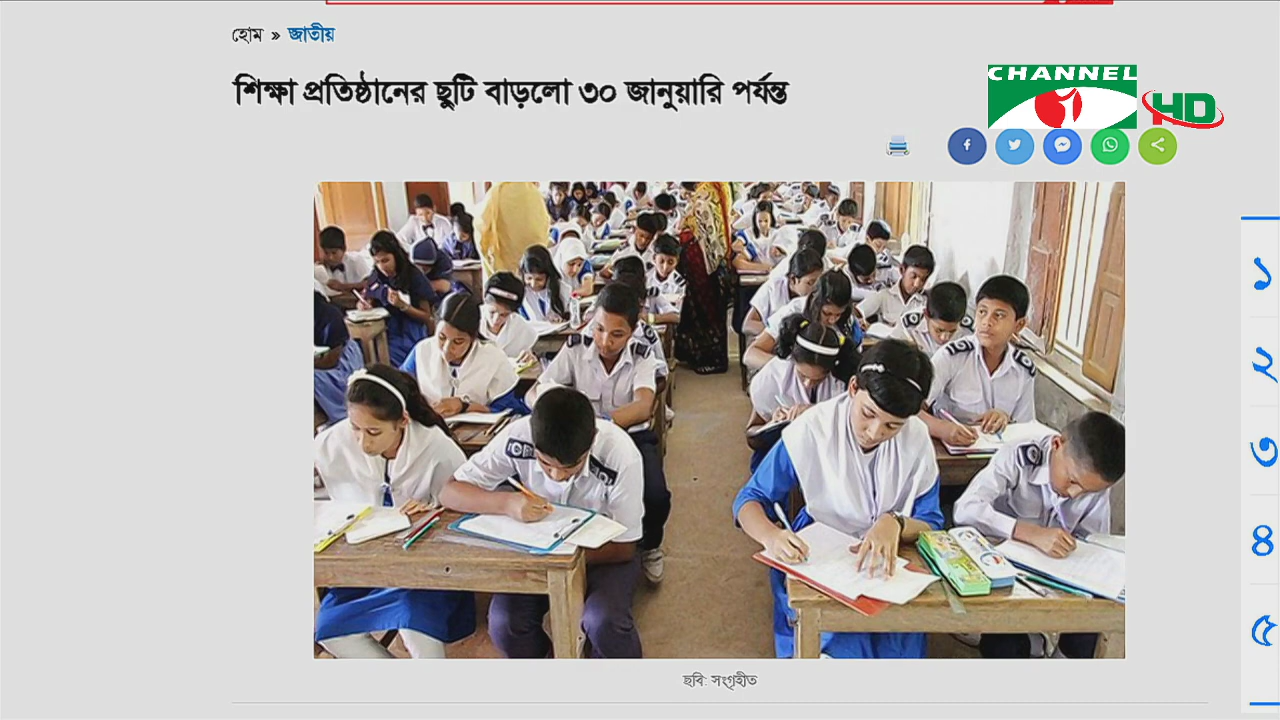 হোম » জাতীয়
শিক্ষা প্রতিষ্ঠানের ছুটি বাড়লো ৩০ জানুয়ারি পর্যন্ত
CHANNEL
HD
ছবি: সংগৃহীত
১
২
৩
৪
৫